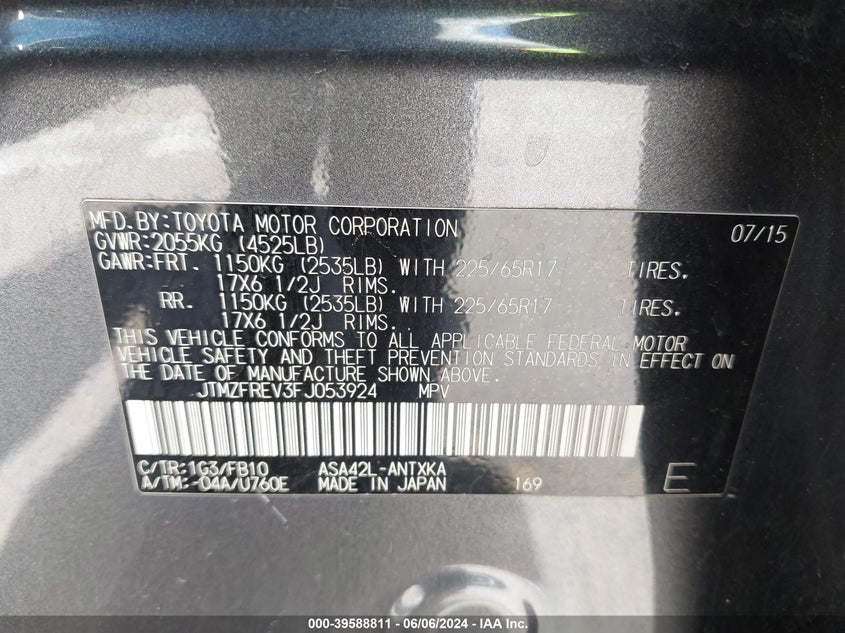 MFD. BY: TOYOTA MOTOR CORPORATION 07/15
GVWR: 2055KG (4525LB)
GAWR: FRT. 1150KG (2535LB) WITH 225/65R17 TIRES.
17X6 1/2J RIMS.
RR. 1150KG (2535LB) WITH 225/65R17 TIRES.
17X6 1/2J RIMS.
THIS VEHICLE CONFORMS TO ALL APPLICABLE FEDERAL MOTOR
VEHICLE SAFETY AND THEFT PREVENTION STANDARDS IN EFFECT ON
THE DATE OF MANUFACTURE SHOWN ABOVE.
JTMZFREV3FJ053924 MPV
C/TR: 1G3/FB10 ASA42L-ANTXKA
A/TM: -04A/U760E MADE IN JAPAN 169 E
000-39588811 - 06/06/2024 - IAA Inc.